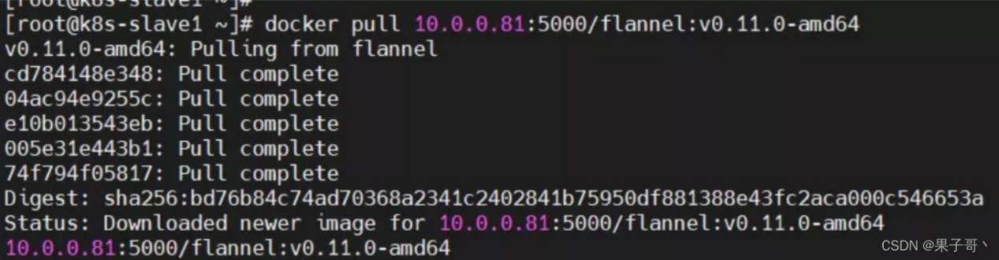 [root@k8s-slave1 ~]#
[root@k8s-slave1 ~]# docker pull 10.0.0.81:5000/flannel:v0.11.0-amd64
v0.11.0-amd64: Pulling from flannel
cd784148e348: Pull complete
04ac94e9255c: Pull complete
e10b013543eb: Pull complete
005e31e443b1: Pull complete
74f794f05817: Pull complete
Digest: sha256:bd76b84c74ad70368a2341c2402841b75950df881388e43fc2aca000c546653a
Status: Downloaded newer image for 10.0.0.81:5000/flannel:v0.11.0-amd64
10.0.0.81:5000/flannel:v0.11.0-amd64
CSDN @果子哥丶